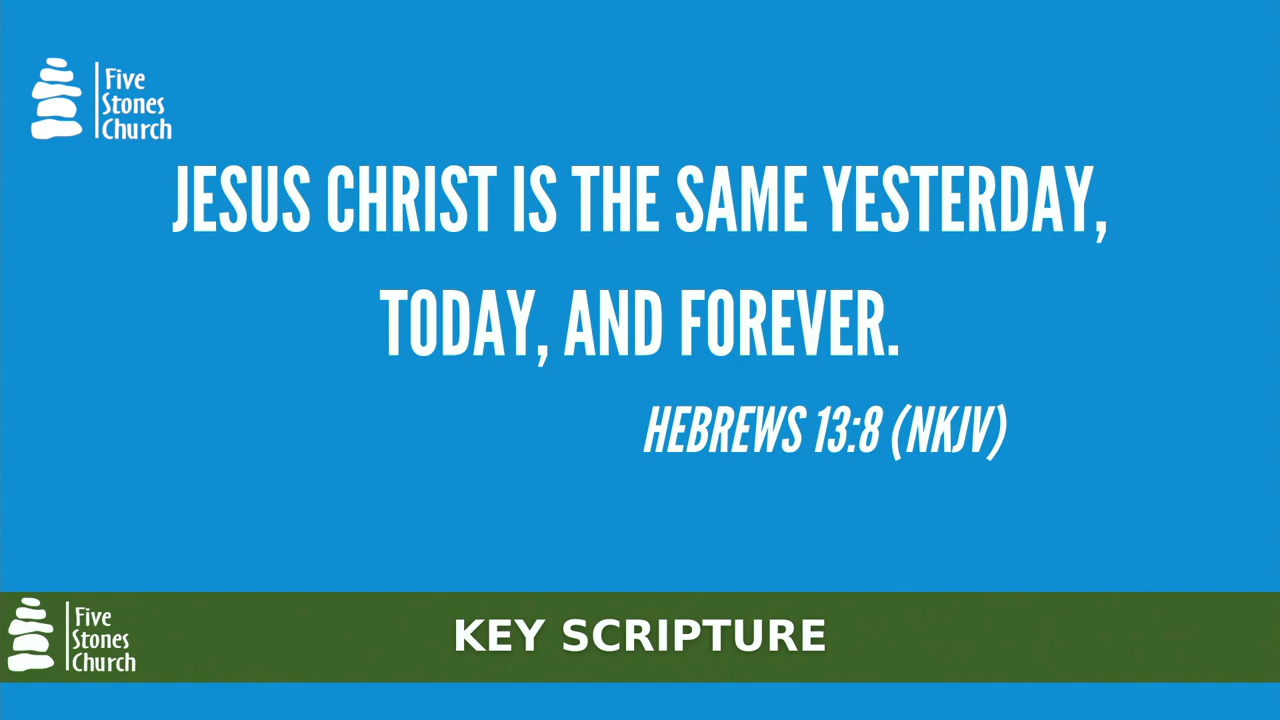 Five
Stones
Church
JESUS CHRIST IS THE SAME YESTERDAY,
TODAY, AND FOREVER.
HEBREWS 13:8 (NKJV)
Five
Stones
Church
KEY SCRIPTURE